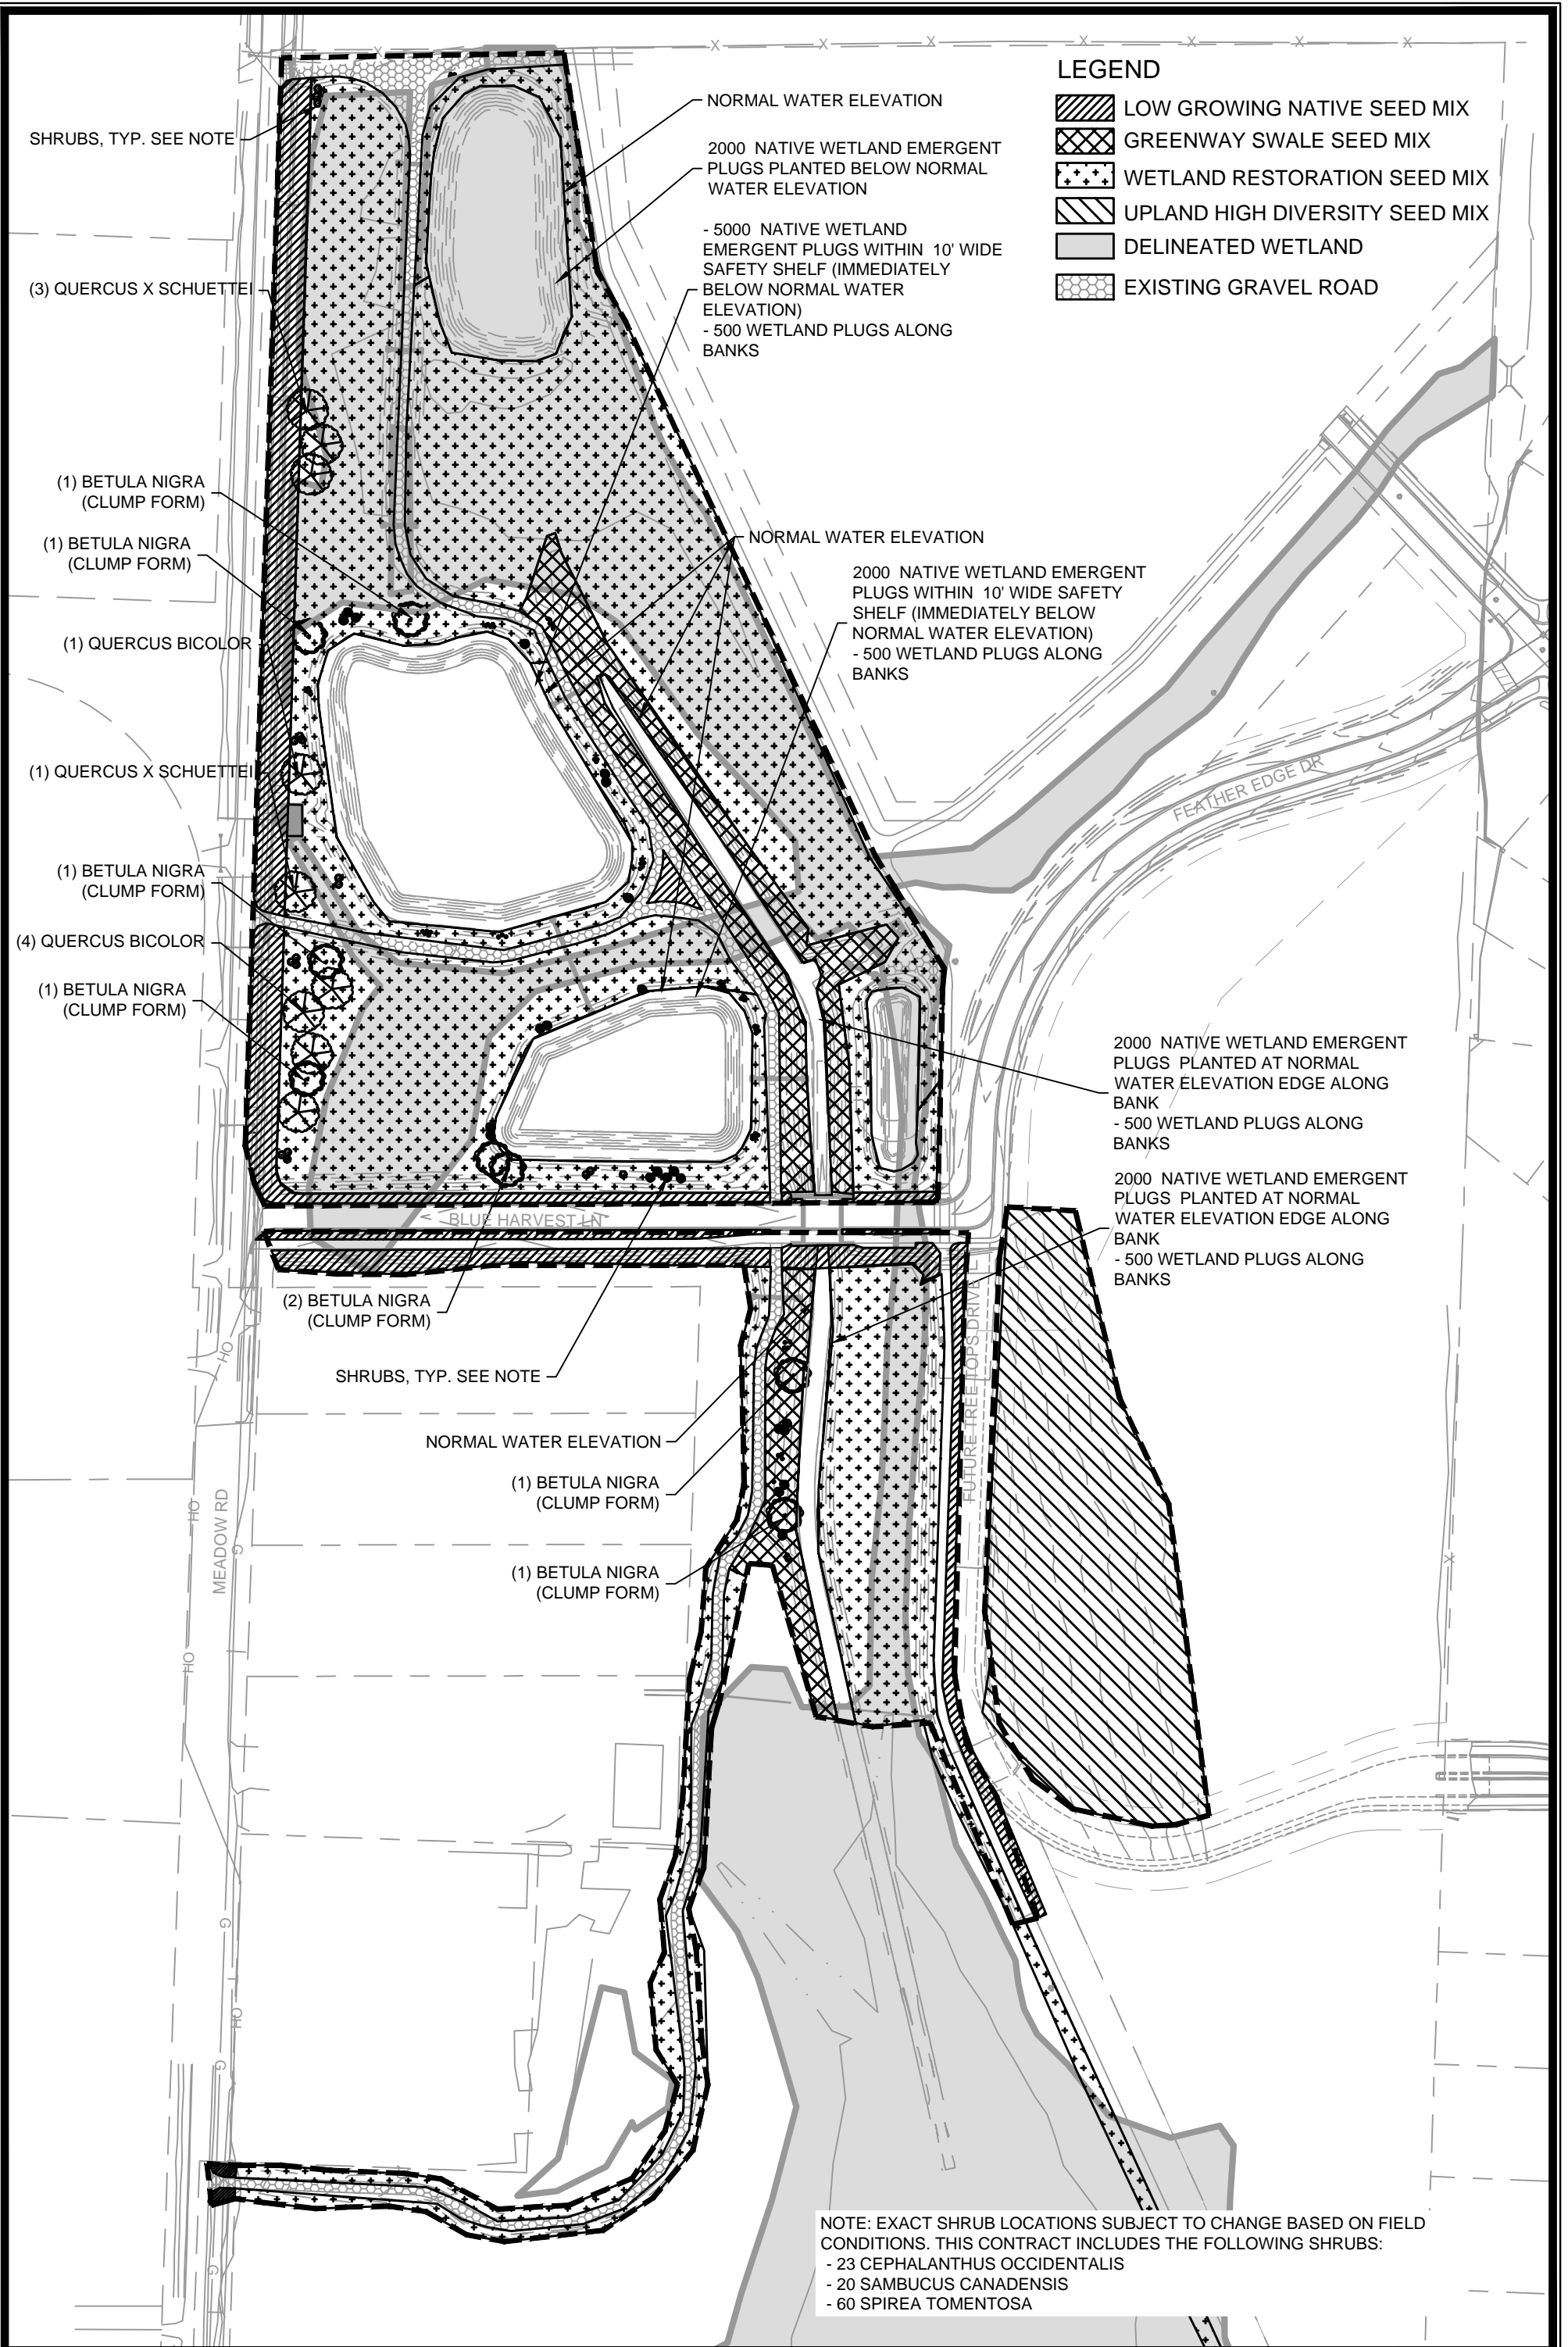 LEGEND
LOW GROWING NATIVE SEED MIX
GREENWAY SWALE SEED MIX
WETLAND RESTORATION SEED MIX
UPLAND HIGH DIVERSITY SEED MIX
DELINEATED WETLAND
EXISTING GRAVEL ROAD
NORMAL WATER ELEVATION
2000 NATIVE WETLAND EMERGENT
PLUGS PLANTED BELOW NORMAL
WATER ELEVATION
- 5000 NATIVE WETLAND
EMERGENT PLUGS WITHIN 10' WIDE
SAFETY SHELF (IMMEDIATELY
BELOW NORMAL WATER
ELEVATION)
- 500 WETLAND PLUGS ALONG
BANKS
SHRUBS, TYP. SEE NOTE
(3) QUERCUS X SCHUETTEI
(1) BETULA NIGRA
(CLUMP FORM)
(1) BETULA NIGRA
(CLUMP FORM)
(1) QUERCUS BICOLOR
(1) QUERCUS X SCHUETTEI
(1) BETULA NIGRA
(CLUMP FORM)
(4) QUERCUS BICOLOR
(1) BETULA NIGRA
(CLUMP FORM)
NORMAL WATER ELEVATION
2000 NATIVE WETLAND EMERGENT
PLUGS WITHIN 10' WIDE SAFETY
SHELF (IMMEDIATELY BELOW
NORMAL WATER ELEVATION)
- 500 WETLAND PLUGS ALONG
BANKS
FEATHER EDGE DR
2000 NATIVE WETLAND EMERGENT
PLUGS PLANTED AT NORMAL
WATER ELEVATION EDGE ALONG
BANK
- 500 WETLAND PLUGS ALONG
BANKS
2000 NATIVE WETLAND EMERGENT
PLUGS PLANTED AT NORMAL
WATER ELEVATION EDGE ALONG
BANK
- 500 WETLAND PLUGS ALONG
BANKS
BLUE HARVEST LN
(2) BETULA NIGRA
(CLUMP FORM)
SHRUBS, TYP. SEE NOTE
NORMAL WATER ELEVATION
(1) BETULA NIGRA
(CLUMP FORM)
(1) BETULA NIGRA
(CLUMP FORM)
FUTURE TREETOPS DRIVE
MEADOW RD
OH
OH
OH
OH
G
G
G
G
G
X
X
X
X
X
X
X
X
X
NOTE: EXACT SHRUB LOCATIONS SUBJECT TO CHANGE BASED ON FIELD
CONDITIONS. THIS CONTRACT INCLUDES THE FOLLOWING SHRUBS:
- 23 CEPHALANTHUS OCCIDENTALIS
- 20 SAMBUCUS CANADENSIS
- 60 SPIREA TOMENTOSA